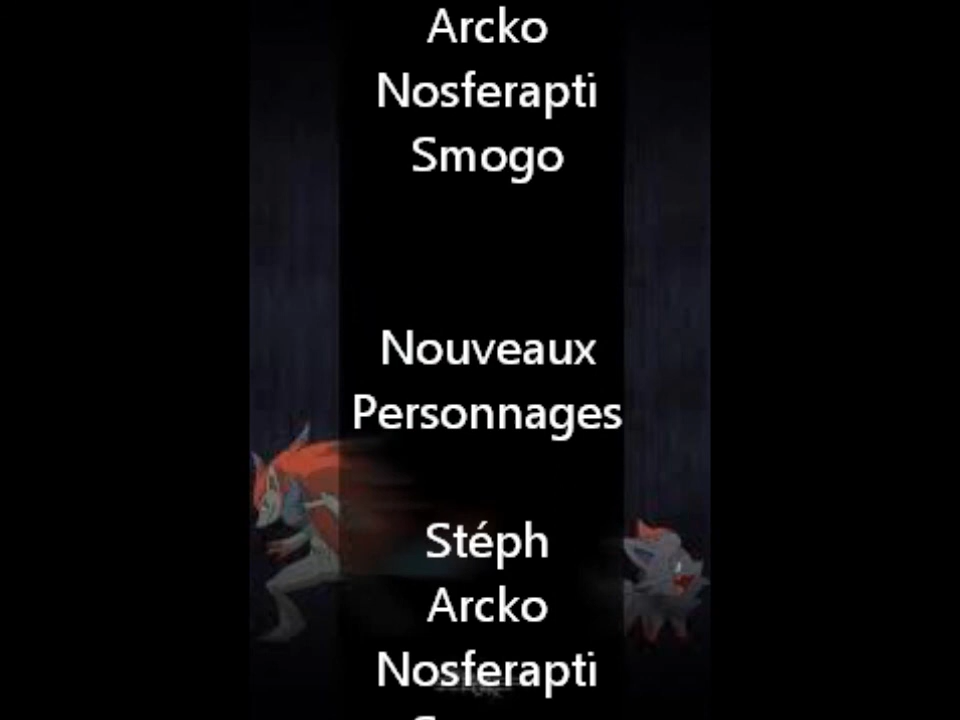 Arcko
Nosferapti
Smogo
Nouveaux
Personnages
Stéph
Arcko
Nosferapti